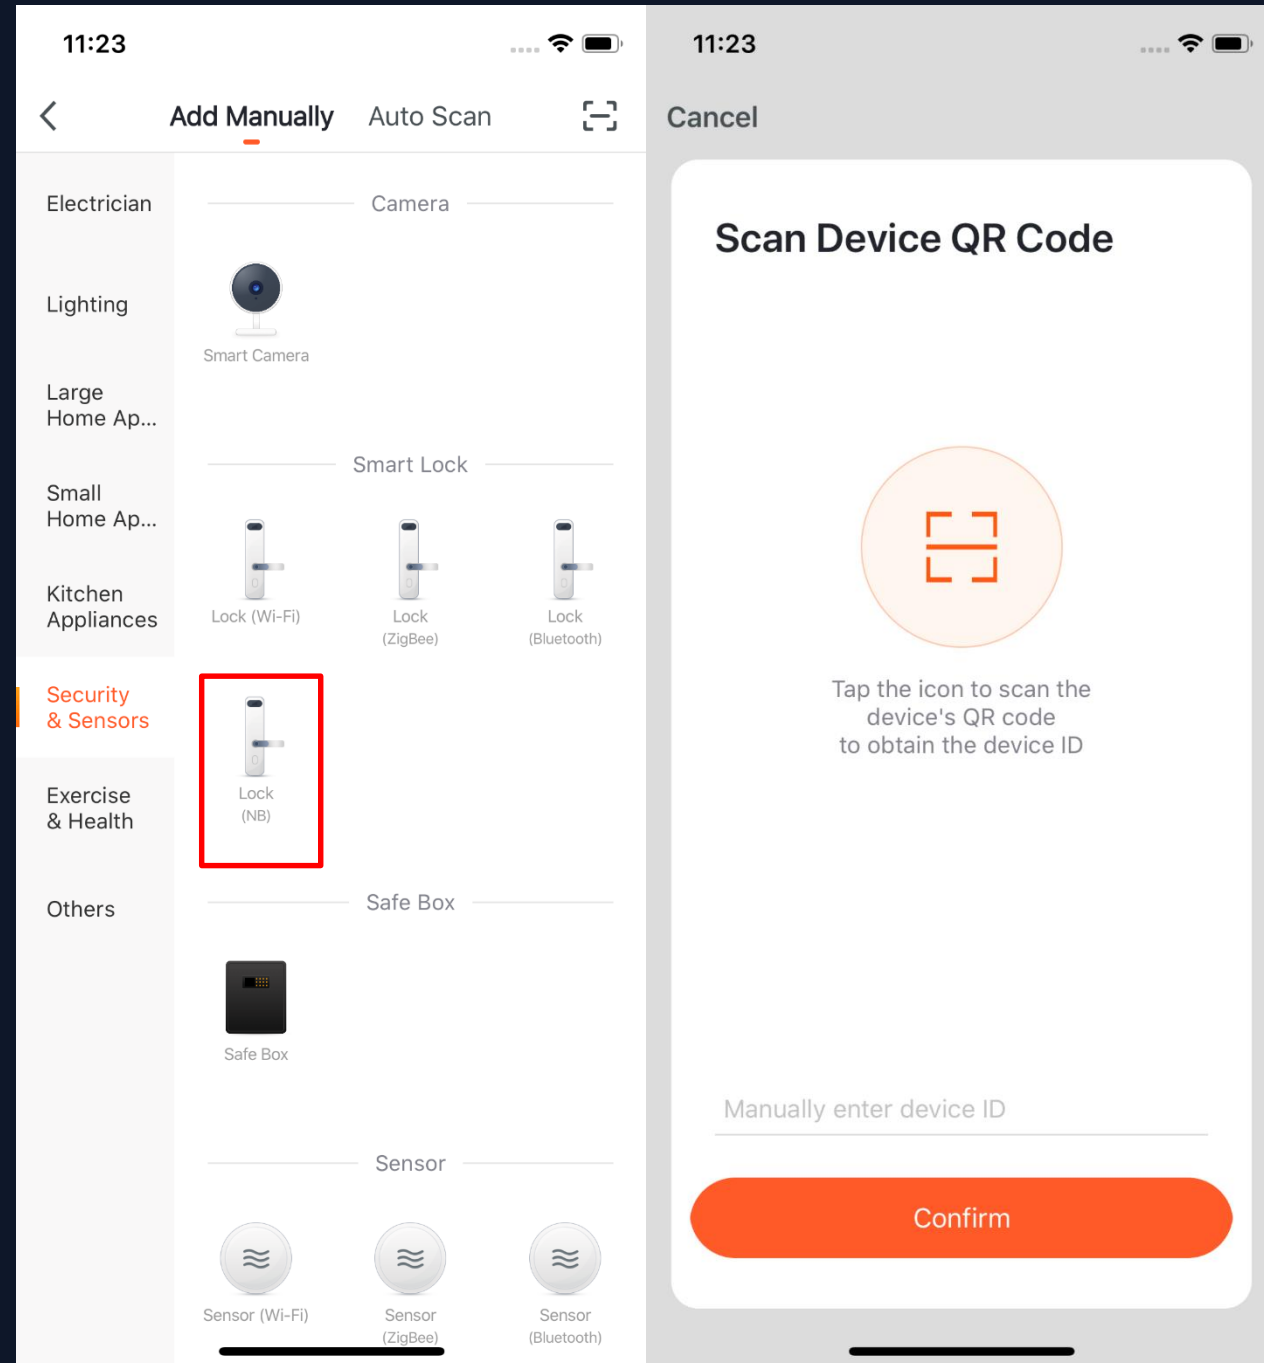 11:23
Add Manually Auto Scan
Electrician
Lighting
Large
Home Ap...
Small
Home Ap...
Kitchen
Appliances
Security
& Sensors
Exercise
& Health
Others
Camera
Smart Camera
Smart Lock
Lock (Wi-Fi)
Lock
(ZigBee)
Lock
(Bluetooth)
Lock
(NB)
Safe Box
Safe Box
Sensor
Sensor (Wi-Fi)
Sensor
(ZigBee)
Sensor
(Bluetooth)
11:23
Cancel
Scan Device QR Code
Tap the icon to scan the
device's QR code
to obtain the device ID
Manually enter device ID
Confirm